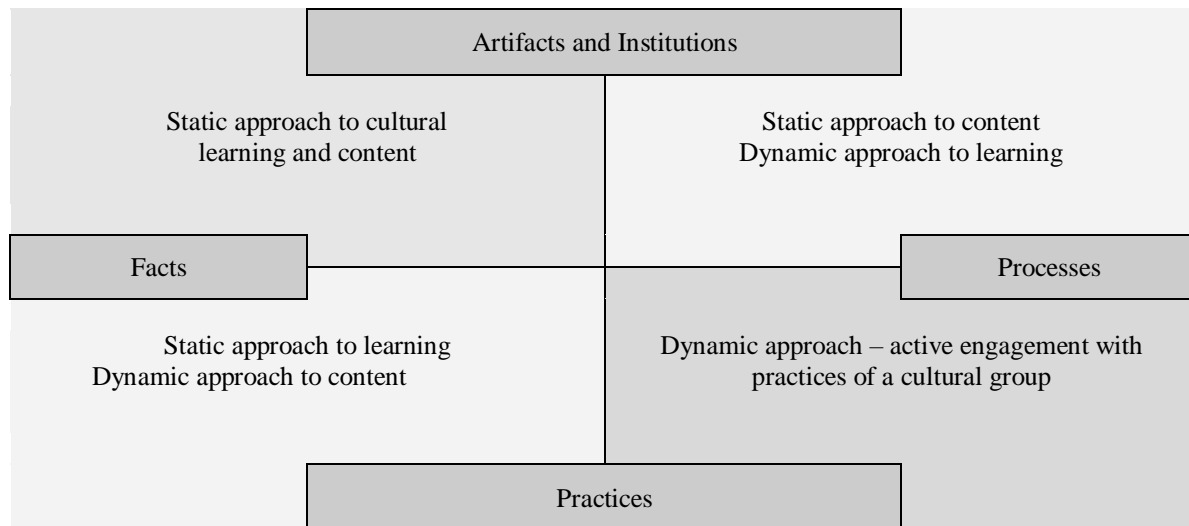 Artifacts and Institutions
Static approach to cultural
learning and content
Static approach to content
Dynamic approach to learning
Facts
Processes
Static approach to learning
Dynamic approach to content
Dynamic approach – active engagement with
practices of a cultural group
Practices